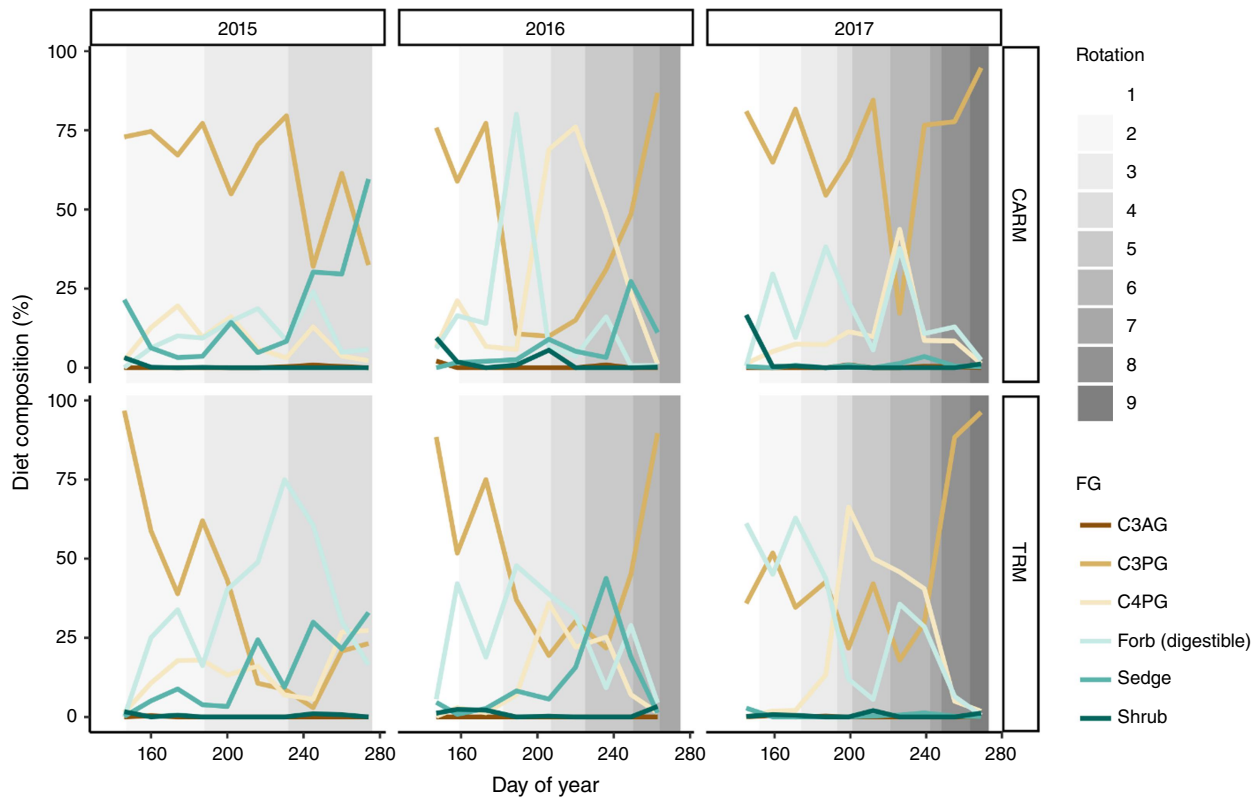 2015 2016 2017
100
75
50
25
0
CARM
100
75
50
25
0
TRM
Diet composition (%)
160 200 240 280 160 200 240 280 160 200 240 280
Day of year
Rotation
1
2
3
4
5
6
7
8
9
FG
C3AG
C3PG
C4PG
Forb (digestible)
Sedge
Shrub